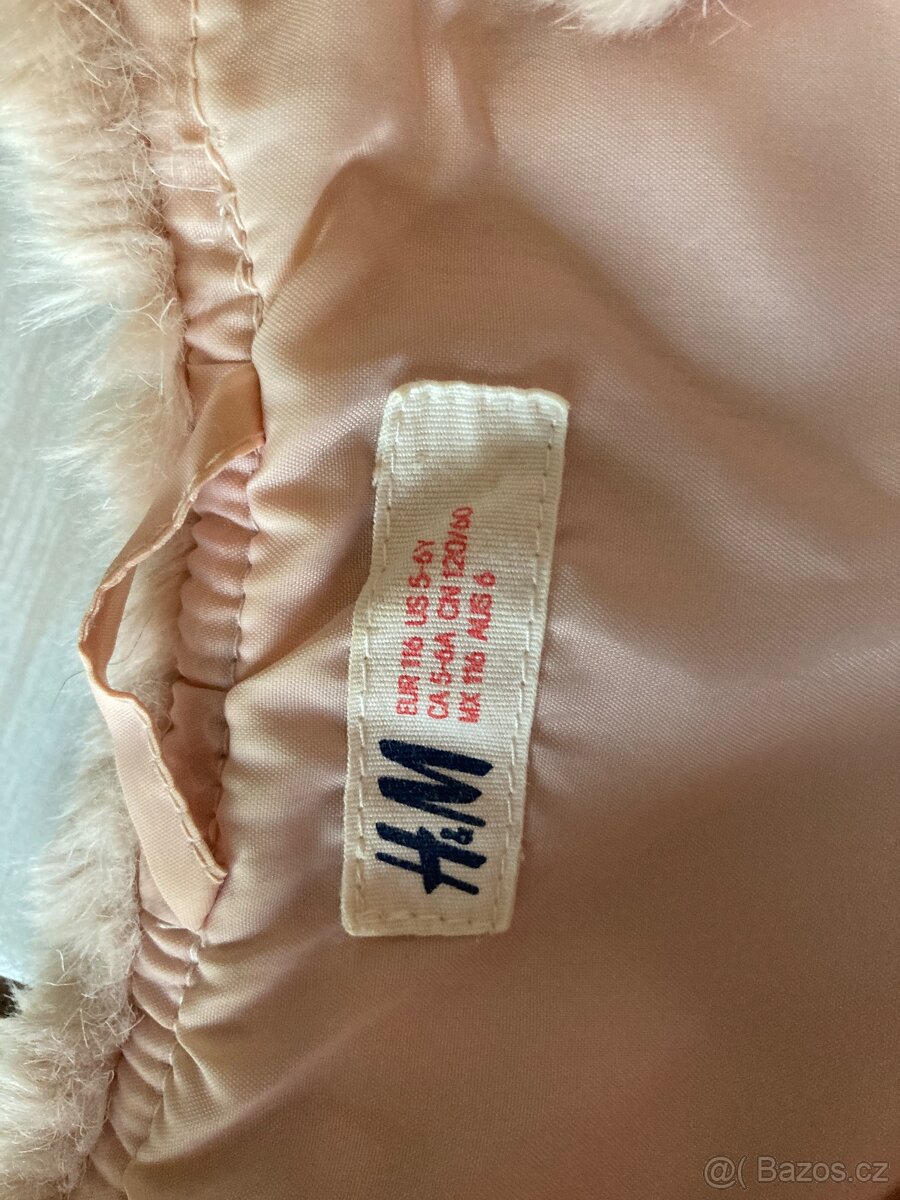 H&M
EUR 116 US 5-6Y
CA 5-6A CN 120/60
MX 116 AUS 6
@( Bazos.cz